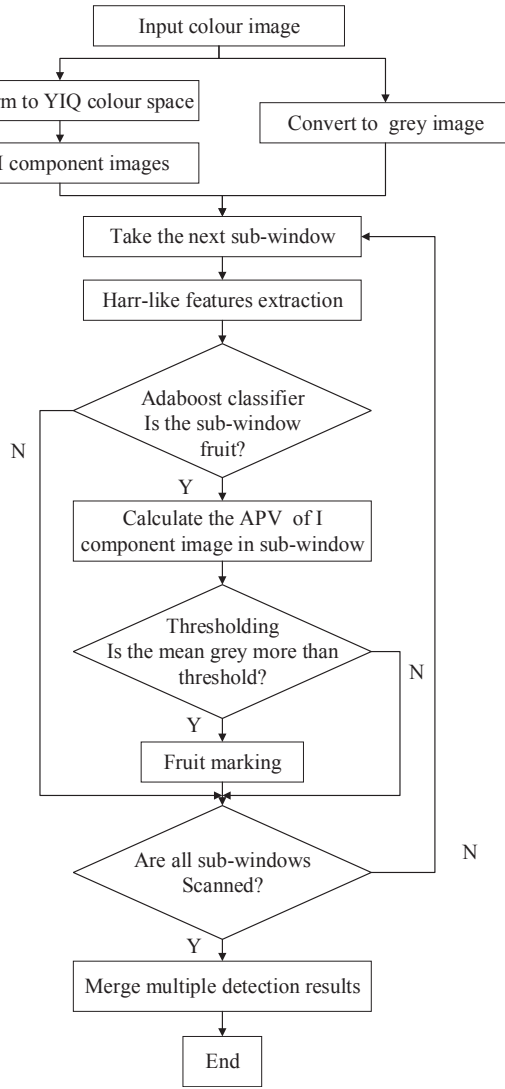 Input colour image
to YIQ colour space
Convert to grey image
I component images
Take the next sub-window
Harr-like features extraction
Adaboost classifier
Is the sub-window
fruit?
N
Y
Calculate the APV of I
component image in sub-window
Thresholding
Is the mean grey more than
threshold?
N
Y
Fruit marking
Are all sub-windows
Scanned?
N
Y
Merge multiple detection results
End